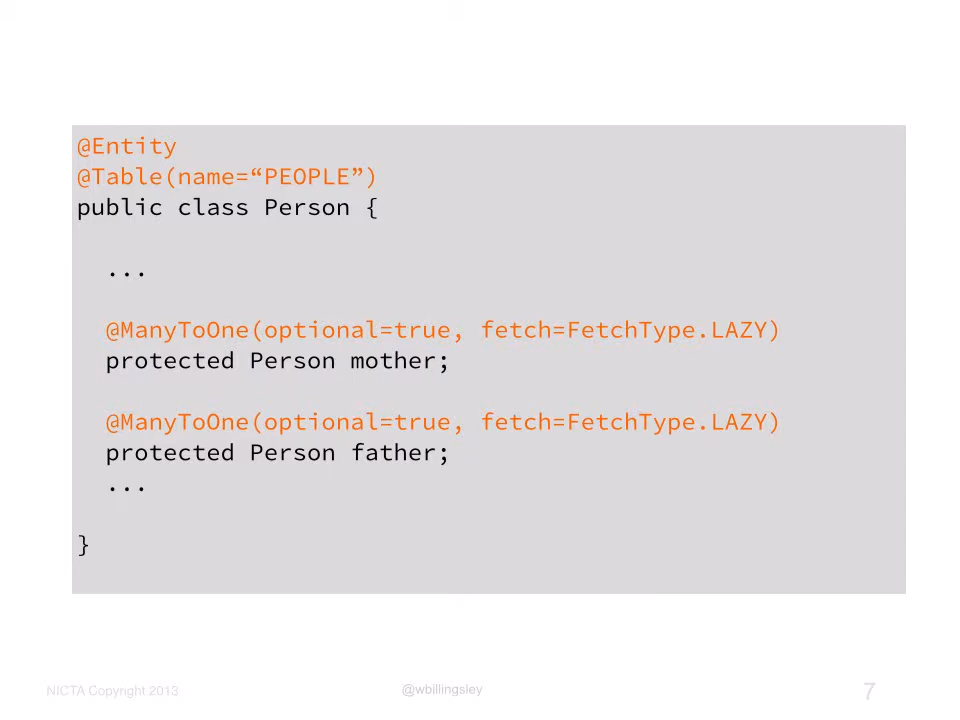 @Entity
@Table(name=“PEOPLE”)
public class Person {
...
@ManyToOne(optional=true, fetch=FetchType.LAZY)
protected Person mother;
@ManyToOne(optional=true, fetch=FetchType.LAZY)
protected Person father;
...
}
NICTA Copyright 2013
@wbillingsley
7